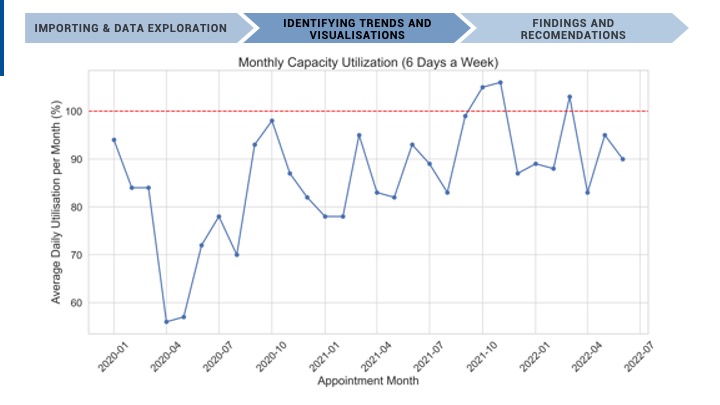 IMPORTING & DATA EXPLORATION
IDENTIFYING TRENDS AND
VISUALISATIONS
FINDINGS AND
RECOMENDATIONS
Monthly Capacity Utilization (6 Days a Week)
Average Daily Utilisation per Month (%)
100
90
80
70
60
2020-01
2020-04
2020-07
2020-10
2021-01
2021-04
2021-07
2021-10
2022-01
2022-04
2022-07
Appointment Month